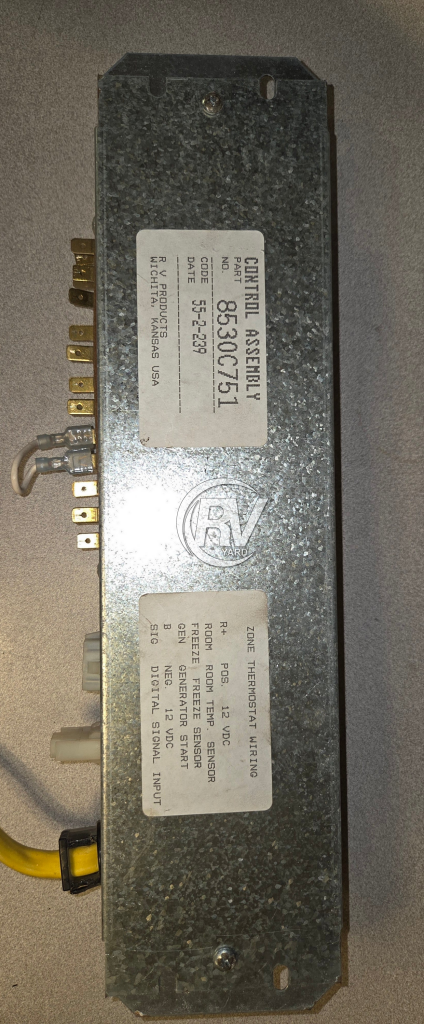 CONTROL ASSEMBLY
PART
NO. 8530C751
CODE
DATE 55-2-239
R V PRODUCTS
WICHITA, KANSAS USA
RV
YARD
ZONE THERMOSTAT WIRING
R+ POS 12 VDC
ROOM ROOM TEMP. SENSOR
FREEZE FREEZE SENSOR
GEN GENERATOR START
B NEG 12 VDC
SIG DIGITAL SIGNAL INPUT